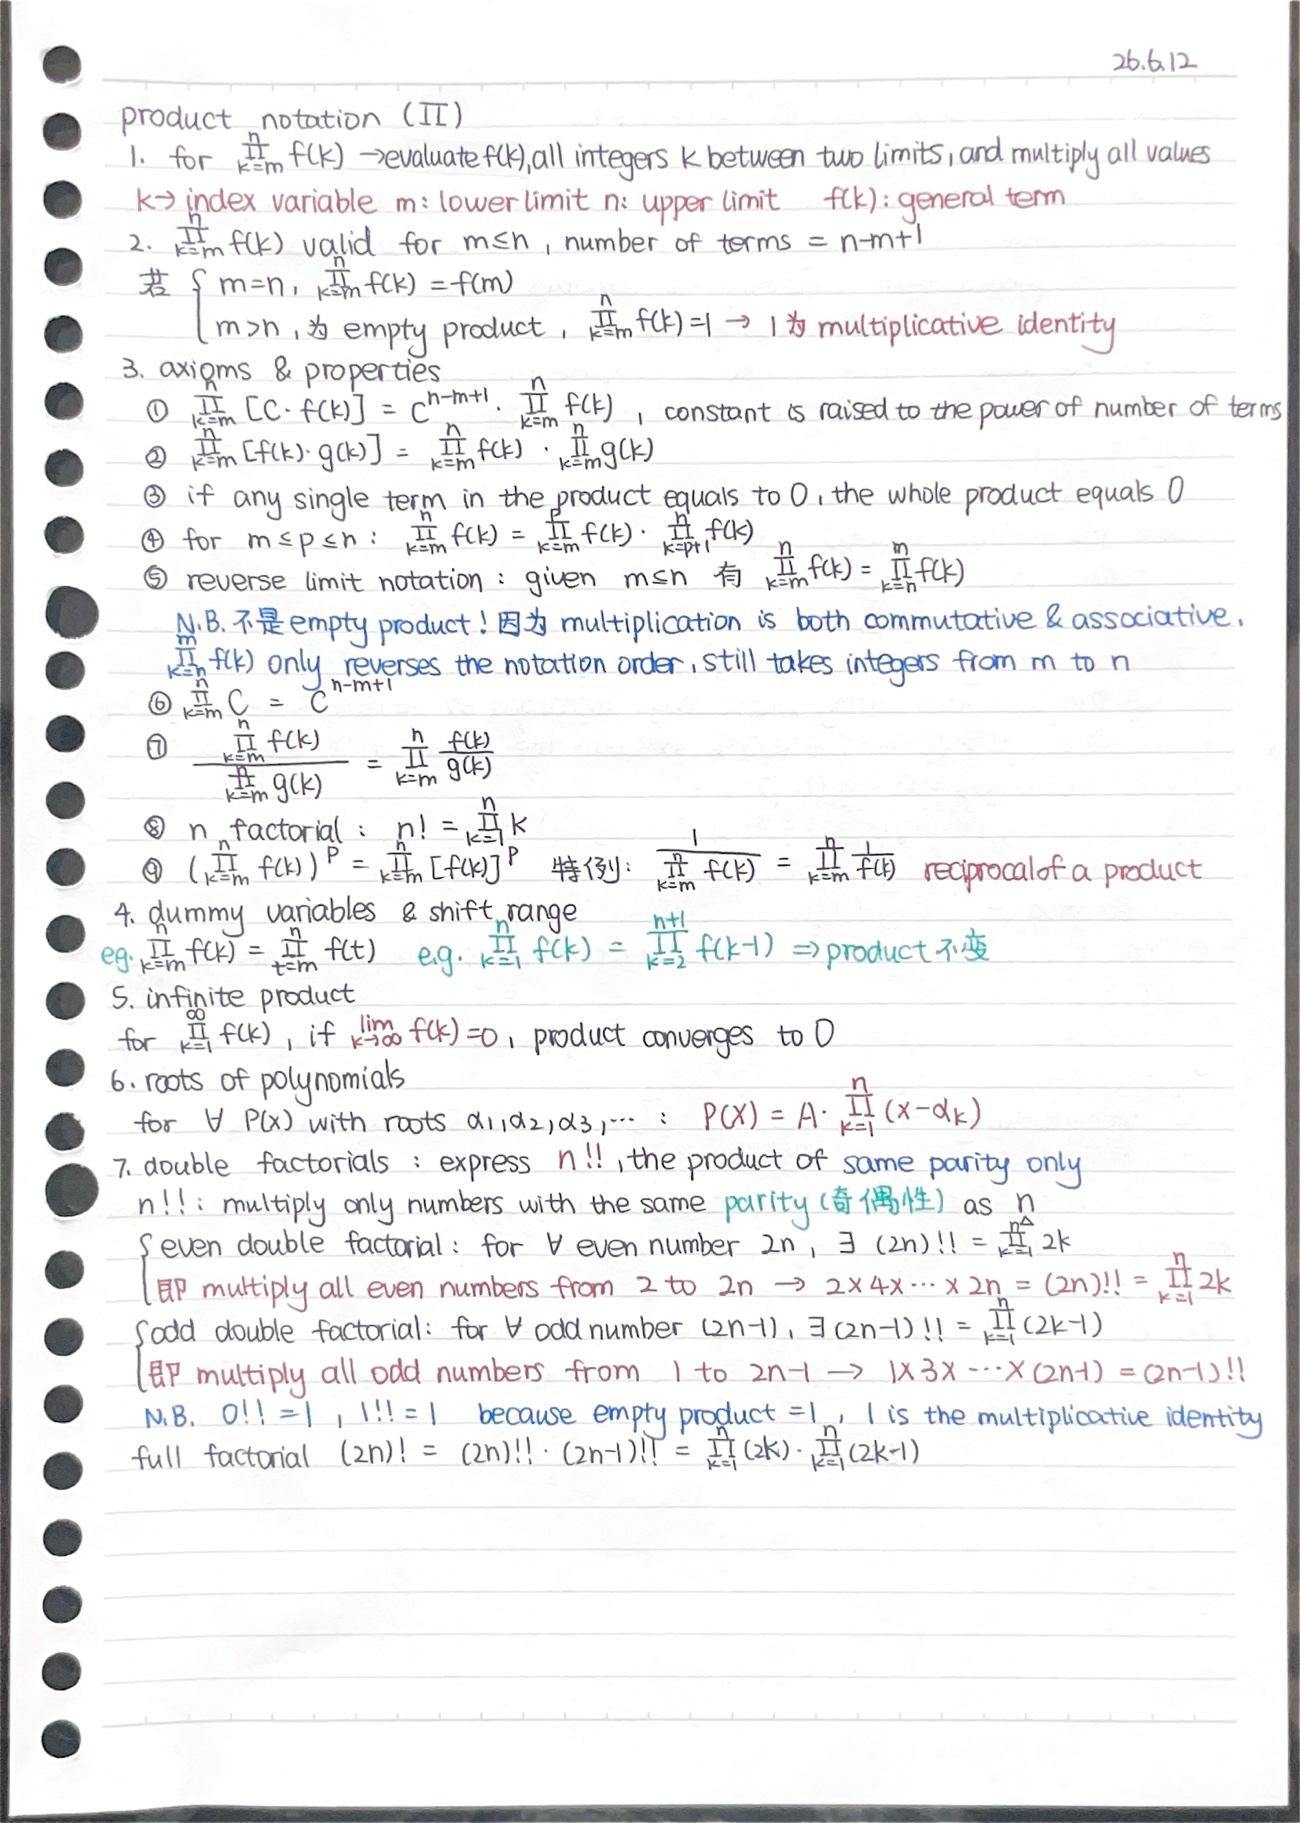 26.6.12
product notation (∏)
1. for ∏_{k=m}^{n} f(k) →evaluate f(k), all integers k between two limits, and multiply all values
k→ index variable m: lower limit n: upper limit f(k): general term
2. ∏_{k=m}^{n} f(k) valid for m≤n, number of terms = n-m+1
若 { m=n, ∏_{k=m}^{n} f(k) = f(m)
m>n, 为 empty product, ∏_{k=m}^{n} f(k)=1 → 1为 multiplicative identity
3. axioms & properties
① ∏_{k=m}^{n} [C· f(k)] = C^{n-m+1} · ∏_{k=m}^{n} f(k), constant is raised to the power of number of terms
② ∏_{k=m}^{n} [f(k)· g(k)] = ∏_{k=m}^{n} f(k) · ∏_{k=m}^{n} g(k)
③ if any single term in the product equals to 0, the whole product equals 0
④ for m≤p≤n: ∏_{k=m}^{n} f(k) = ∏_{k=m}^{p} f(k) · ∏_{k=p+1}^{n} f(k)
⑤ reverse limit notation: given m≤n 有 ∏_{k=m}^{n} f(k) = ∏_{k=n}^{m} f(k)
N.B. 不是 empty product! 因为 multiplication is both commutative & associative.
∏_{k=n}^{m} f(k) only reverses the notation order, still takes integers from m to n
⑥ ∏_{k=m}^{n} C = C^{n-m+1}
⑦ \frac{∏_{k=m}^{n} f(k)}{∏_{k=m}^{n} g(k)} = ∏_{k=m}^{n} \frac{f(k)}{g(k)}
⑧ n factorial: n! = ∏_{k=1}^{n} k
⑨ (∏_{k=m}^{n} f(k))^{p} = ∏_{k=m}^{n} [f(k)]^{p} 特例: \frac{1}{∏_{k=m}^{n} f(k)} = ∏_{k=m}^{n} \frac{1}{f(k)} reciprocal of a product
4. dummy variables & shift range
eg. ∏_{k=m}^{n} f(k) = ∏_{t=m}^{n} f(t) e.g. ∏_{k=1}^{n} f(k) = ∏_{k=2}^{n+1} f(k-1) ⇒ product 不变
5. infinite product
for ∏_{k=1}^{∞} f(k), if lim_{k→∞} f(k)=0, product converges to 0
6. roots of polynomials
for ∀ P(x) with roots α₁,α₂,α₃,… : P(X) = A· ∏_{k=1}^{n} (x-α_k)
7. double factorials: express n!!, the product of same parity only
n!!: multiply only numbers with the same parity (奇偶性) as n
{ even double factorial: for ∀ even number 2n, ∃ (2n)!! = ∏_{k=1}^{n△} 2k
即 multiply all even numbers from 2 to 2n → 2×4×…×2n = (2n)!! = ∏_{k=1}^{n} 2k
{ odd double factorial: for ∀ odd number (2n-1), ∃ (2n-1)!! = ∏_{k=1}^{n} (2k-1)
即 multiply all odd numbers from 1 to 2n-1 → 1×3×…×(2n-1) = (2n-1)!!
N.B. 0!! =1, 1!! =1 because empty product =1, 1 is the multiplicative identity
full factorial (2n)! = (2n)!! · (2n-1)!! = ∏_{k=1}^{n} (2k) · ∏_{k=1}^{n} (2k-1)